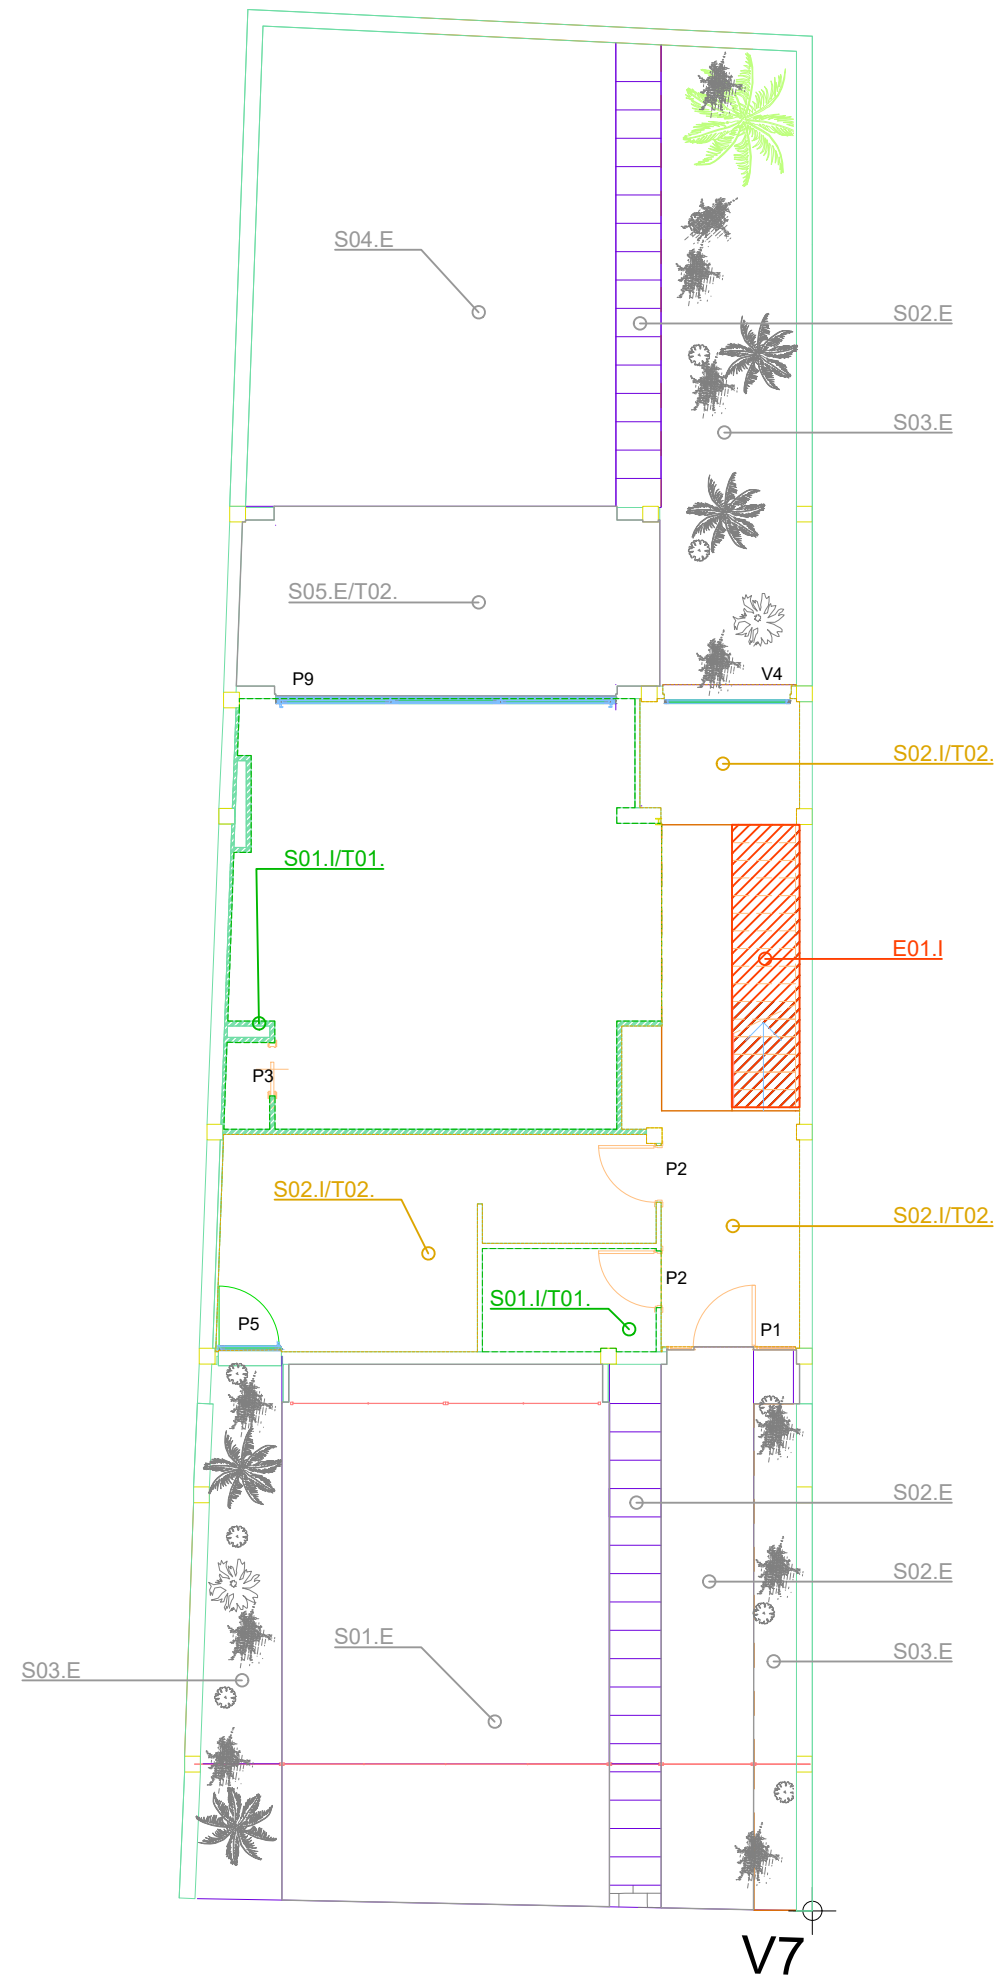 S04.E
S02.E
S03.E
S05.E/T02.
P9
V4
S02.I/T02.
S01.I/T01.
E01.I
P3
P2
S02.I/T02.
S02.I/T02.
P2
S01.I/T01.
P5
P1
S02.E
S02.E
S01.E
S03.E
S03.E
V7